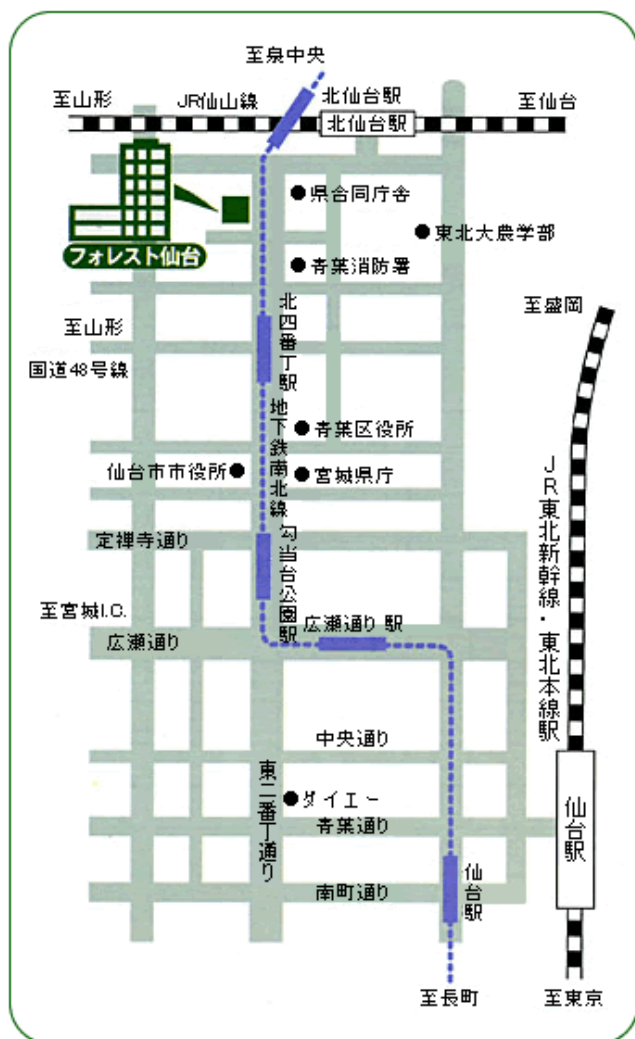 至泉中央
至山形
JR仙山線
北仙台駅
至仙台
北仙台駅
県合同庁舎
東北大農学部
フォレスト仙台
青葉消防署
至盛岡
北四番丁駅
至山形
国道48号線
地下鉄南北線
青葉区役所
仙台市市役所
宮城県庁
JR東北新幹線・東北本線駅
定禅寺通り
勾当台公園駅
至宮城I.C.
広瀬通り 駅
広瀬通り
中央通り
東二番丁通り
ダイエー
青葉通り
仙台駅
仙台駅
南町通り
至長町
至東京